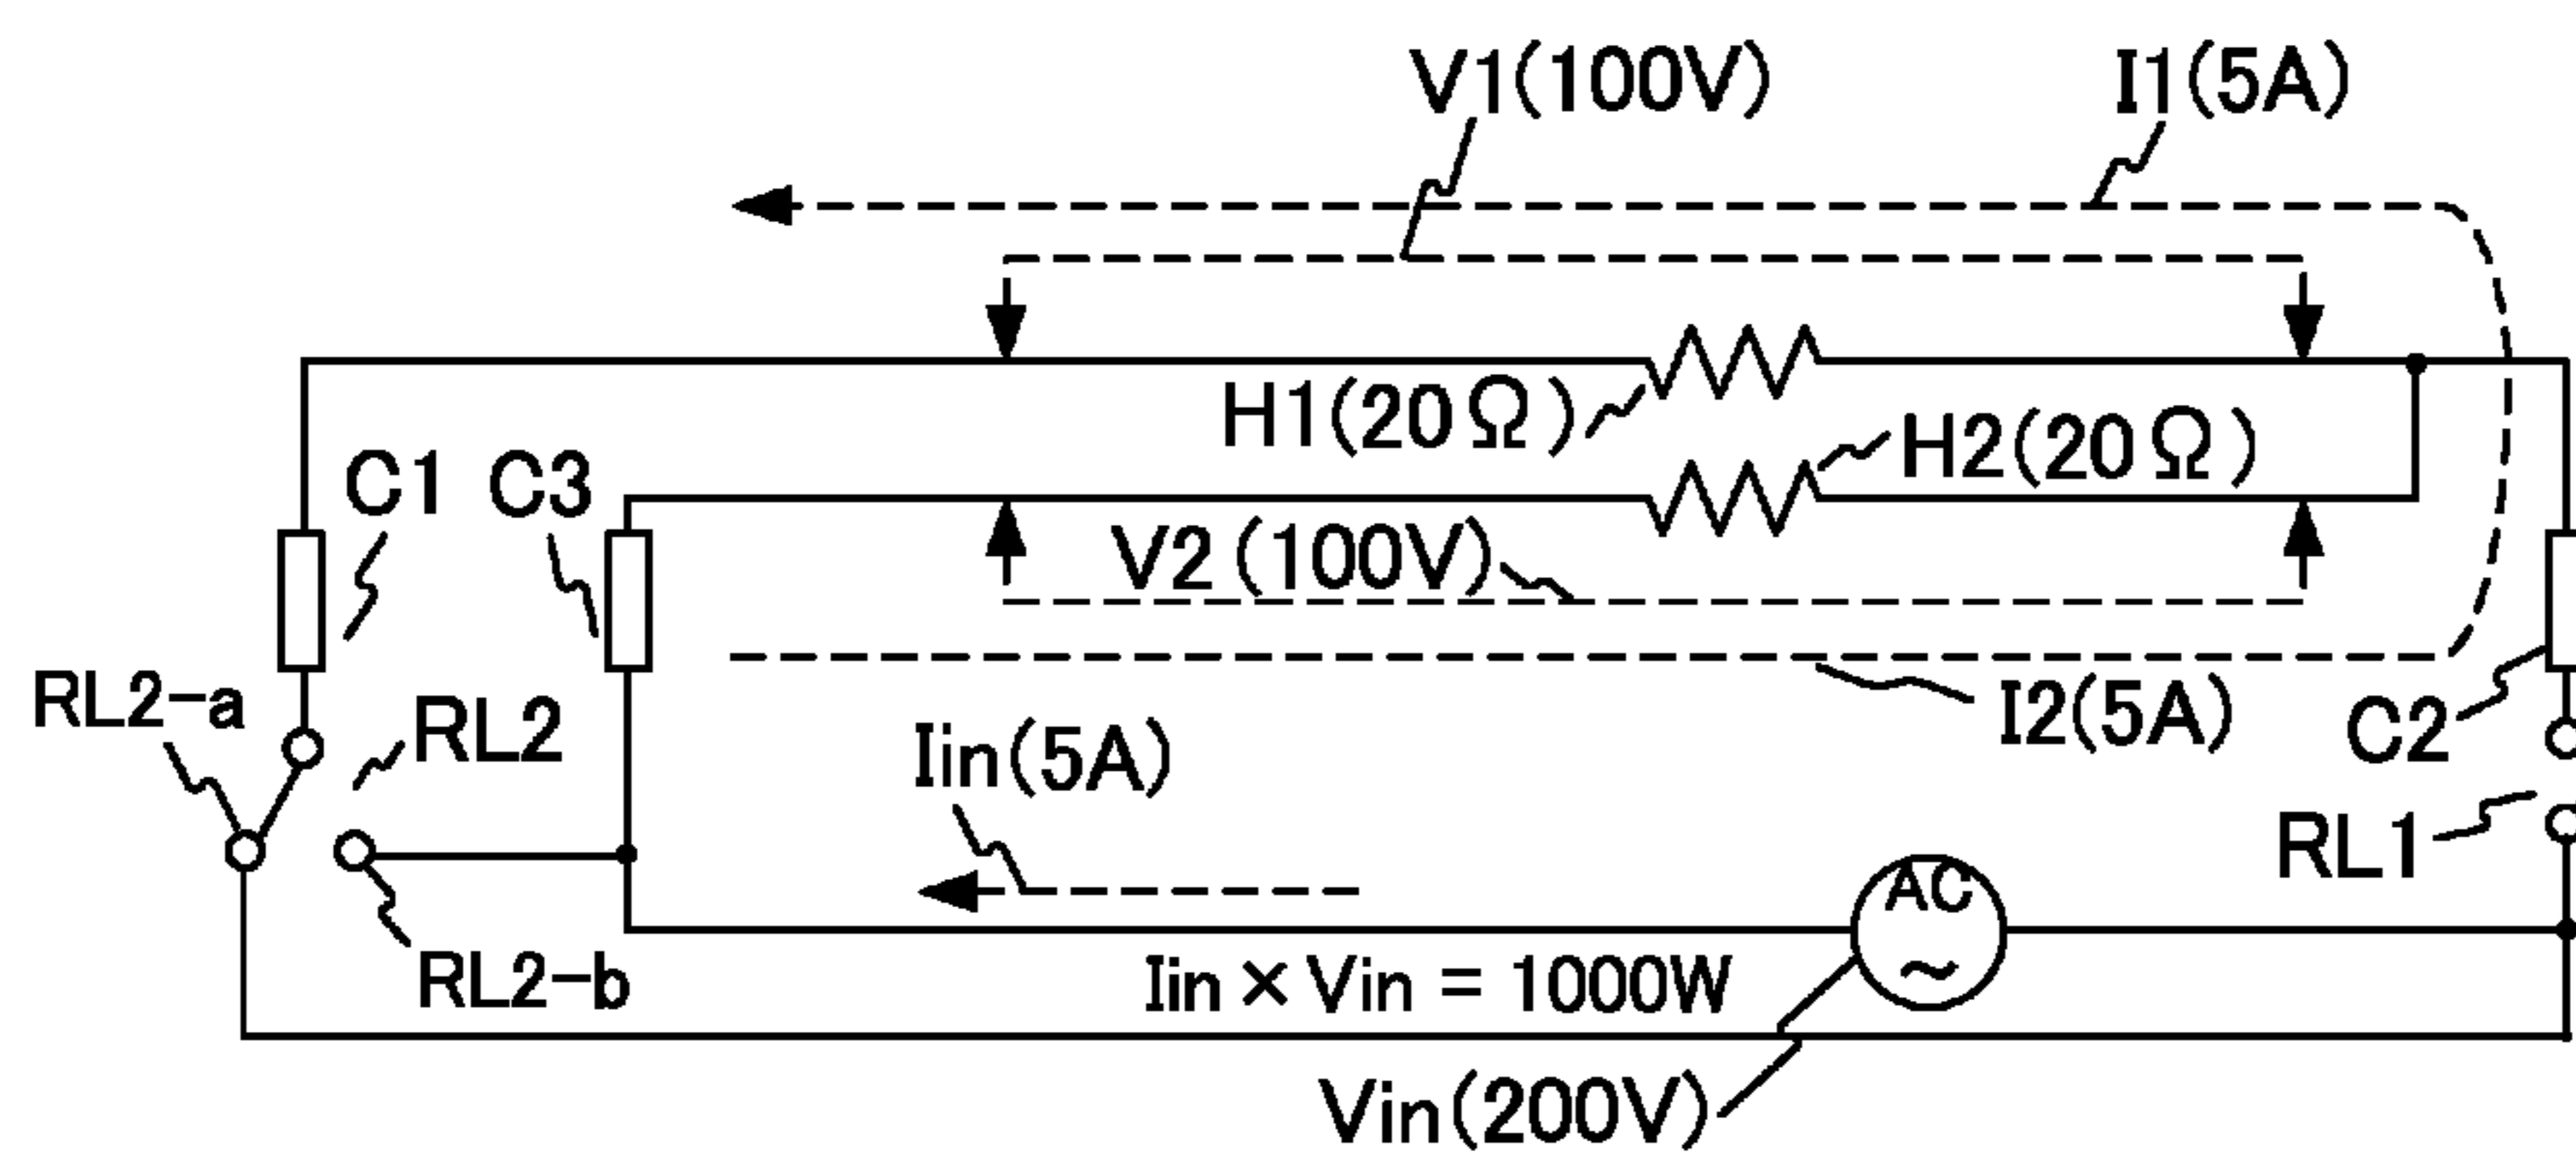 V1(100V)
I1(5A)
H1(20Ω)
H2(20Ω)
C1
C3
V2(100V)
RL2-a
RL2
I2(5A)
C2
Iin(5A)
RL1
AC
~
RL2-b
Iin × Vin = 1000W
Vin(200V)